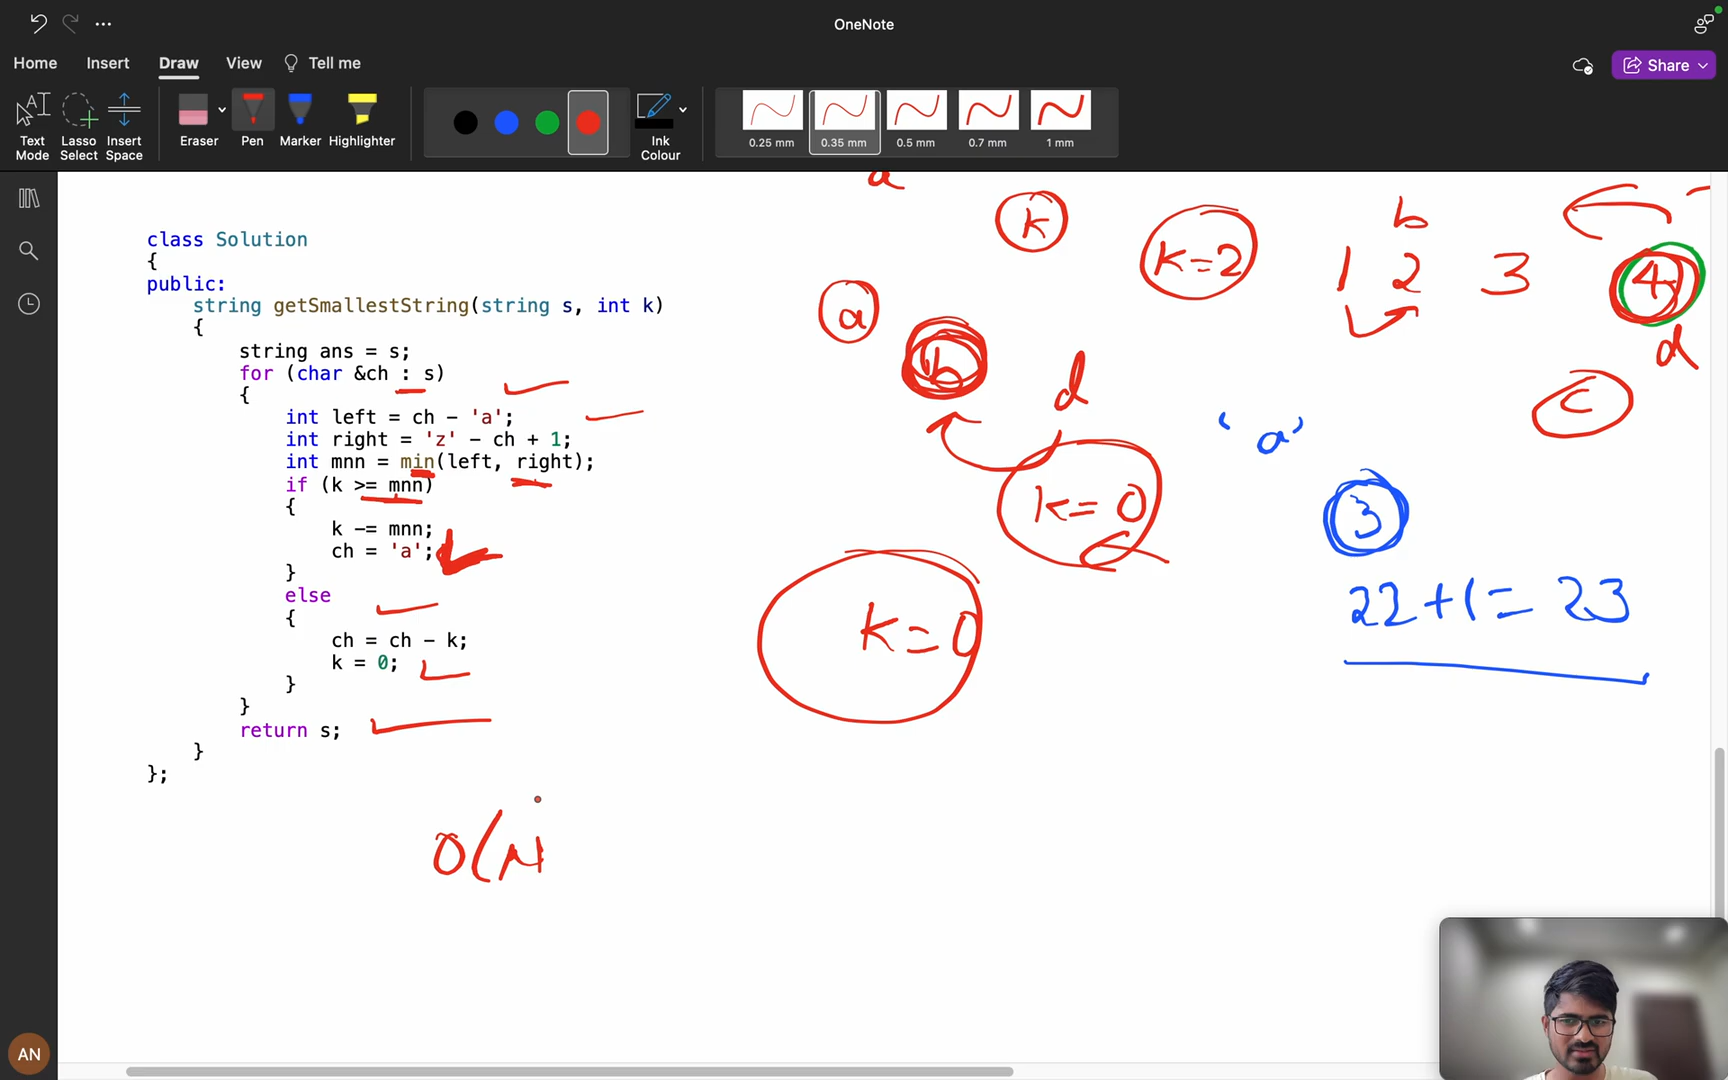 OneNote
Home Insert Draw View Tell me
Share
Text Mode
Lasso Select
Insert Space
Eraser
Pen
Marker
Highlighter
Ink Colour
0.25 mm
0.35 mm
0.5 mm
0.7 mm
1 mm
class Solution
{
public:
string getSmallestString(string s, int k)
{
string ans = s;
for (char &ch : s)
{
int left = ch - 'a';
int right = 'z' - ch + 1;
int mnn = min(left, right);
if (k >= mnn)
{
k -= mnn;
ch = 'a';
}
else
{
ch = ch - k;
k = 0;
}
}
return s;
}
};
O(N
a
k
k=2
b
1 2 3 4
d
c
a
b
d
k=0
k=0
'a'
3
22+1=23
AN